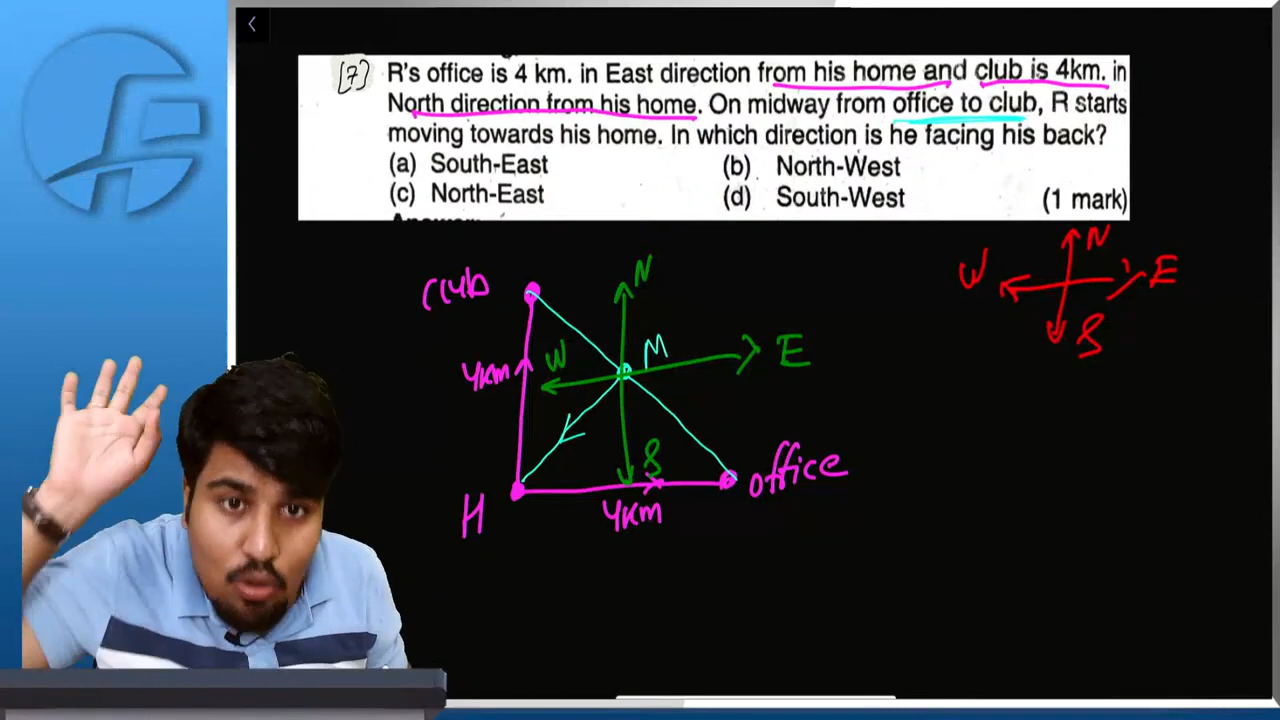 [7] R's office is 4 km. in East direction from his home and club is 4km. in
North direction from his home. On midway from office to club, R starts
moving towards his home. In which direction is he facing his back?
(a) South-East (b) North-West
(c) North-East (d) South-West (1 mark)
Club
N
W
N
E
S
4km
W
M
E
S
H
4km
office